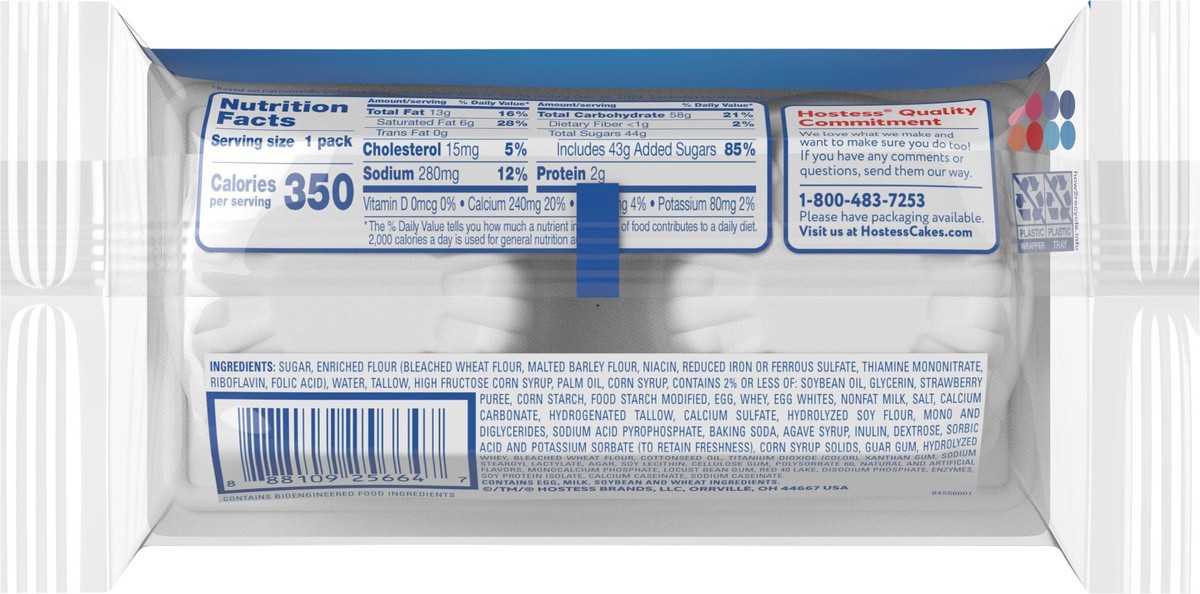 Nutrition
Facts
Serving size 1 pack
Calories
per serving 350
Amount/serving % Daily Value*
Total Fat 13g 16%
Saturated Fat 6g 28%
Trans Fat 0g
Cholesterol 15mg 5%
Sodium 280mg 12%
Amount/serving % Daily Value*
Total Carbohydrate 58g 21%
Dietary Fiber <1g 2%
Total Sugars 44g
Includes 43g Added Sugars 85%
Protein 2g
Vitamin D 0mcg 0% • Calcium 240mg 20% • g 4% • Potassium 80mg 2%
*The % Daily Value tells you how much a nutrient in of food contributes to a daily diet.
2,000 calories a day is used for general nutrition a
Hostess® Quality
Commitment
We love what we make and
want to make sure you do too!
If you have any comments or
questions, send them our way.
1-800-483-7253
Please have packaging available.
Visit us at HostessCakes.com
how2recycle.info
PLASTIC PLASTIC
WRAPPER TRAY
INGREDIENTS: SUGAR, ENRICHED FLOUR (BLEACHED WHEAT FLOUR, MALTED BARLEY FLOUR, NIACIN, REDUCED IRON OR FERROUS SULFATE, THIAMINE MONONITRATE,
RIBOFLAVIN, FOLIC ACID), WATER, TALLOW, HIGH FRUCTOSE CORN SYRUP, PALM OIL, CORN SYRUP, CONTAINS 2% OR LESS OF: SOYBEAN OIL, GLYCERIN, STRAWBERRY
PUREE, CORN STARCH, FOOD STARCH MODIFIED, EGG, WHEY, EGG WHITES, NONFAT MILK, SALT, CALCIUM
CARBONATE, HYDROGENATED TALLOW, CALCIUM SULFATE, HYDROLYZED SOY FLOUR, MONO AND
DIGLYCERIDES, SODIUM ACID PYROPHOSPHATE, BAKING SODA, AGAVE SYRUP, INULIN, DEXTROSE, SORBIC
ACID AND POTASSIUM SORBATE (TO RETAIN FRESHNESS), CORN SYRUP SOLIDS, GUAR GUM, HYDROLYZED
WHEY, BLEACHED WHEAT FLOUR, COTTONSEED OIL, TITANIUM DIOXIDE (COLOR), XANTHAN GUM, SODIUM
STEAROYL LACTYLATE, AGAR, SOY LECITHIN, CELLULOSE GUM, POLYSORBATE 60, NATURAL AND ARTIFICIAL
FLAVORS, MONOCALCIUM PHOSPHATE, LOCUST BEAN GUM, RED 40 LAKE, DISODIUM PHOSPHATE, ENZYMES,
SOY PROTEIN ISOLATE, CALCIUM CASEINATE, SODIUM CASEINATE.
CONTAINS EGG, MILK, SOYBEAN AND WHEAT INGREDIENTS.
©/TM/® HOSTESS BRANDS, LLC, ORRVILLE, OH 44667 USA
84556001
8 88109 25664 7
CONTAINS BIOENGINEERED FOOD INGREDIENTS